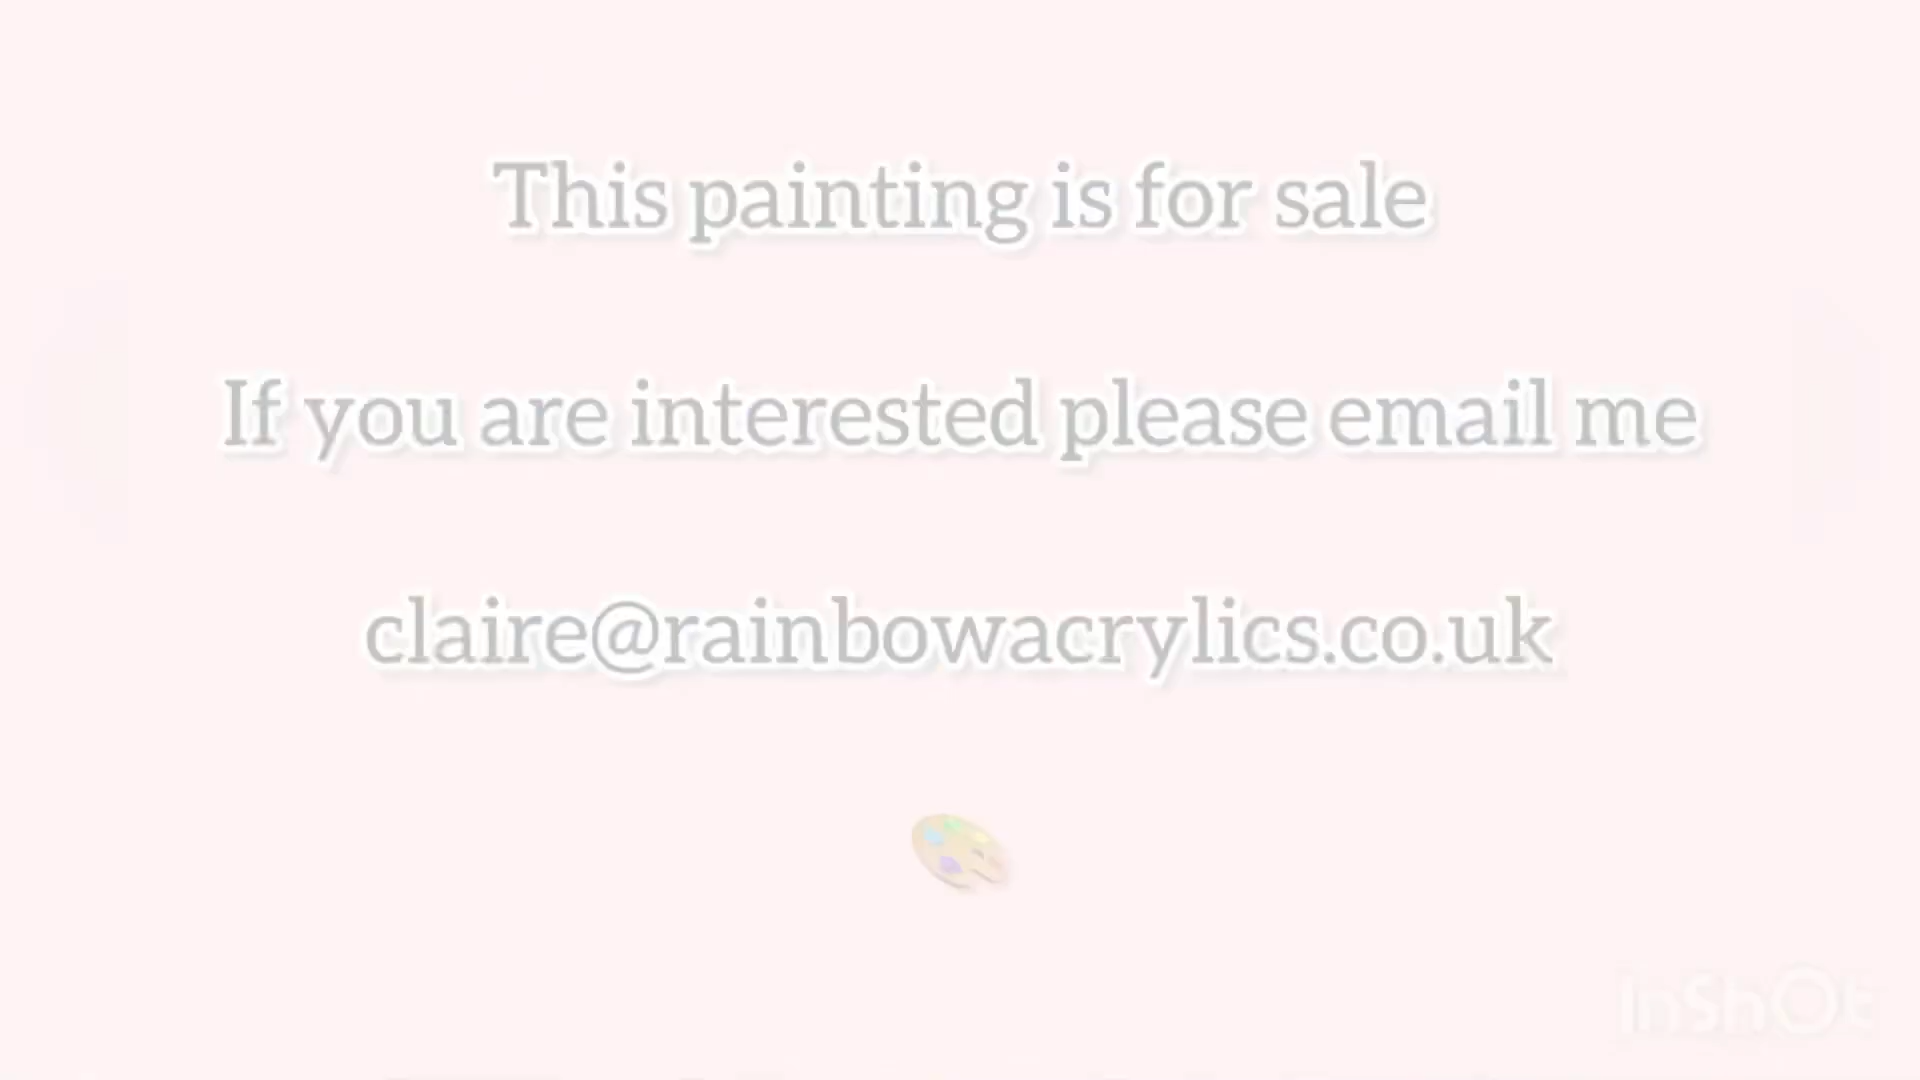 This painting is for sale
If you are interested please email me
claire@rainbowacrylics.co.uk
InShOt